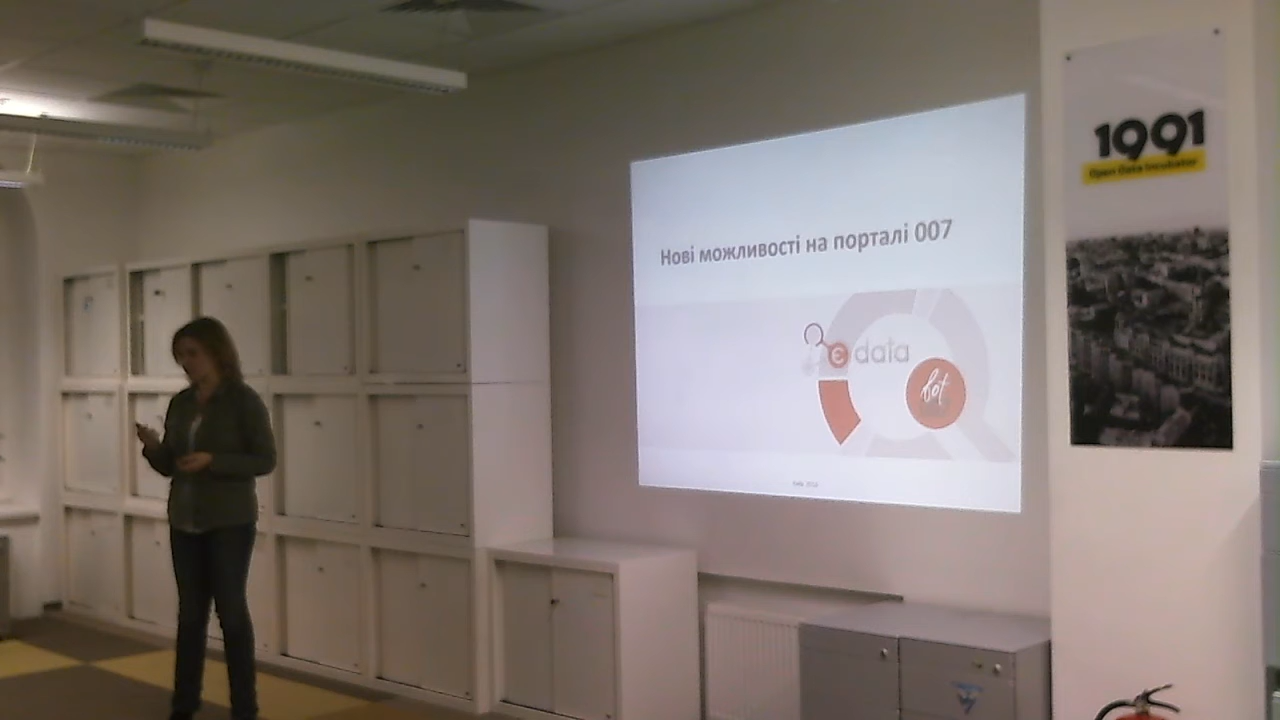 Нові можливості на порталі 007
є data
bot
1991
Open Data Incubator